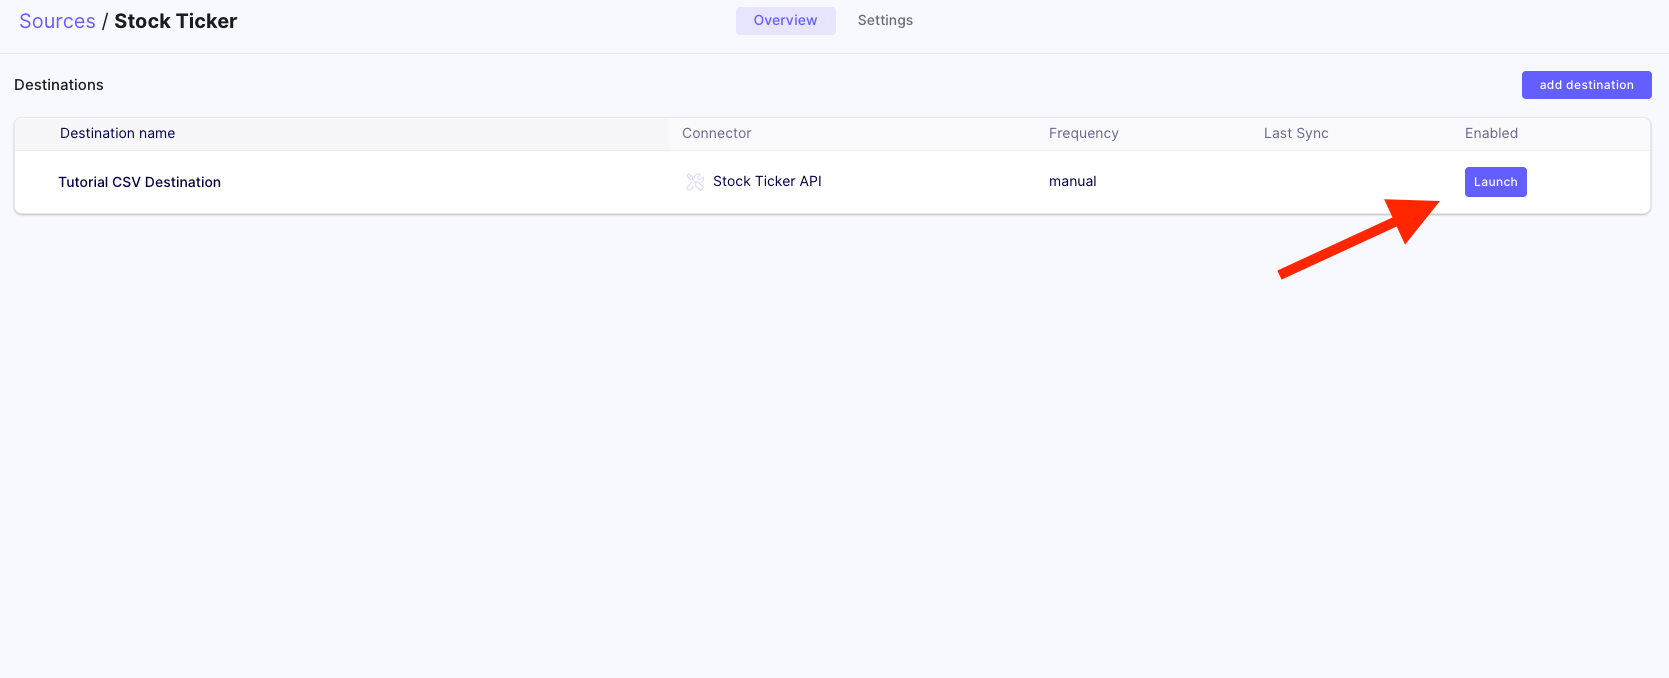 Sources / Stock Ticker
Overview
Settings
Destinations
add destination
Destination name
Connector
Frequency
Last Sync
Enabled
Tutorial CSV Destination
Stock Ticker API
manual
Launch